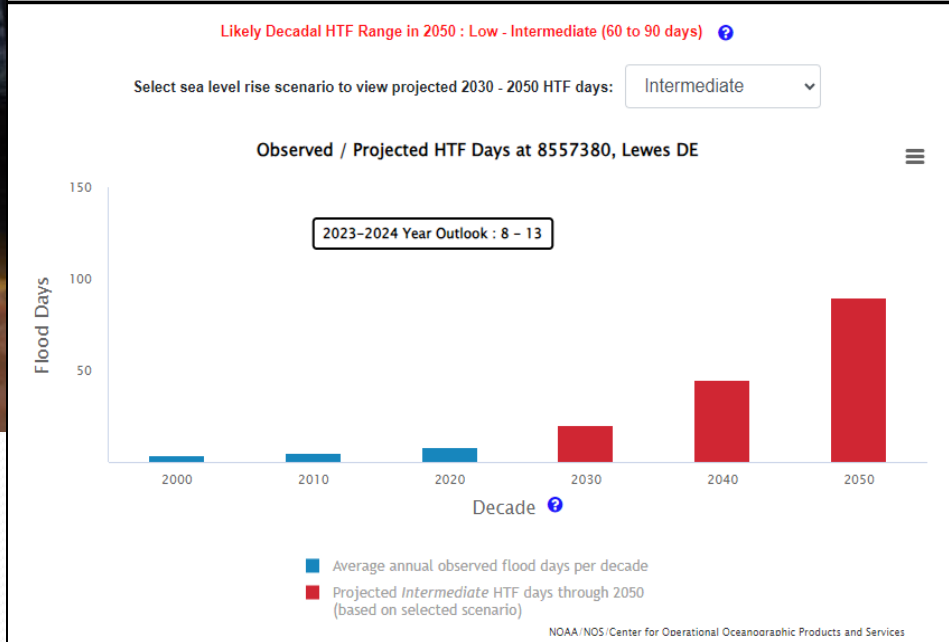 Likely Decadal HTF Range in 2050 : Low - Intermediate (60 to 90 days) ?
Select sea level rise scenario to view projected 2030 - 2050 HTF days: Intermediate
Observed / Projected HTF Days at 8557380, Lewes DE
150
2023-2024 Year Outlook : 8 - 13
100
Flood Days
50
2000 2010 2020 2030 2040 2050
Decade ?
Average annual observed flood days per decade
Projected Intermediate HTF days through 2050
(based on selected scenario)
NOAA/NOS/Center for Operational Oceanographic Products and Services